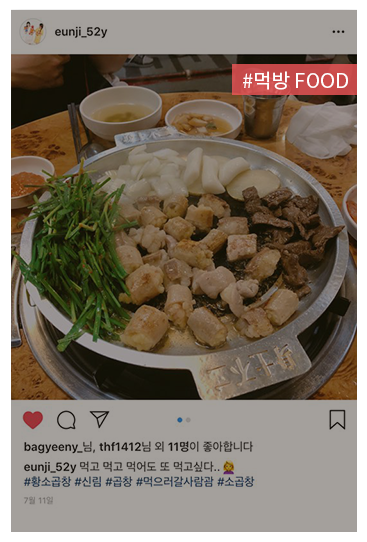 eunji_52y
#먹방 FOOD
bagyeeny_님, thf1412님 외 11명이 좋아합니다
eunji_52y 먹고 먹고 먹어도 또 먹고싶다.. 🙋
#황소곱창 #신림 #곱창 #먹으러갈사람괌 #소곱창
7월 11일